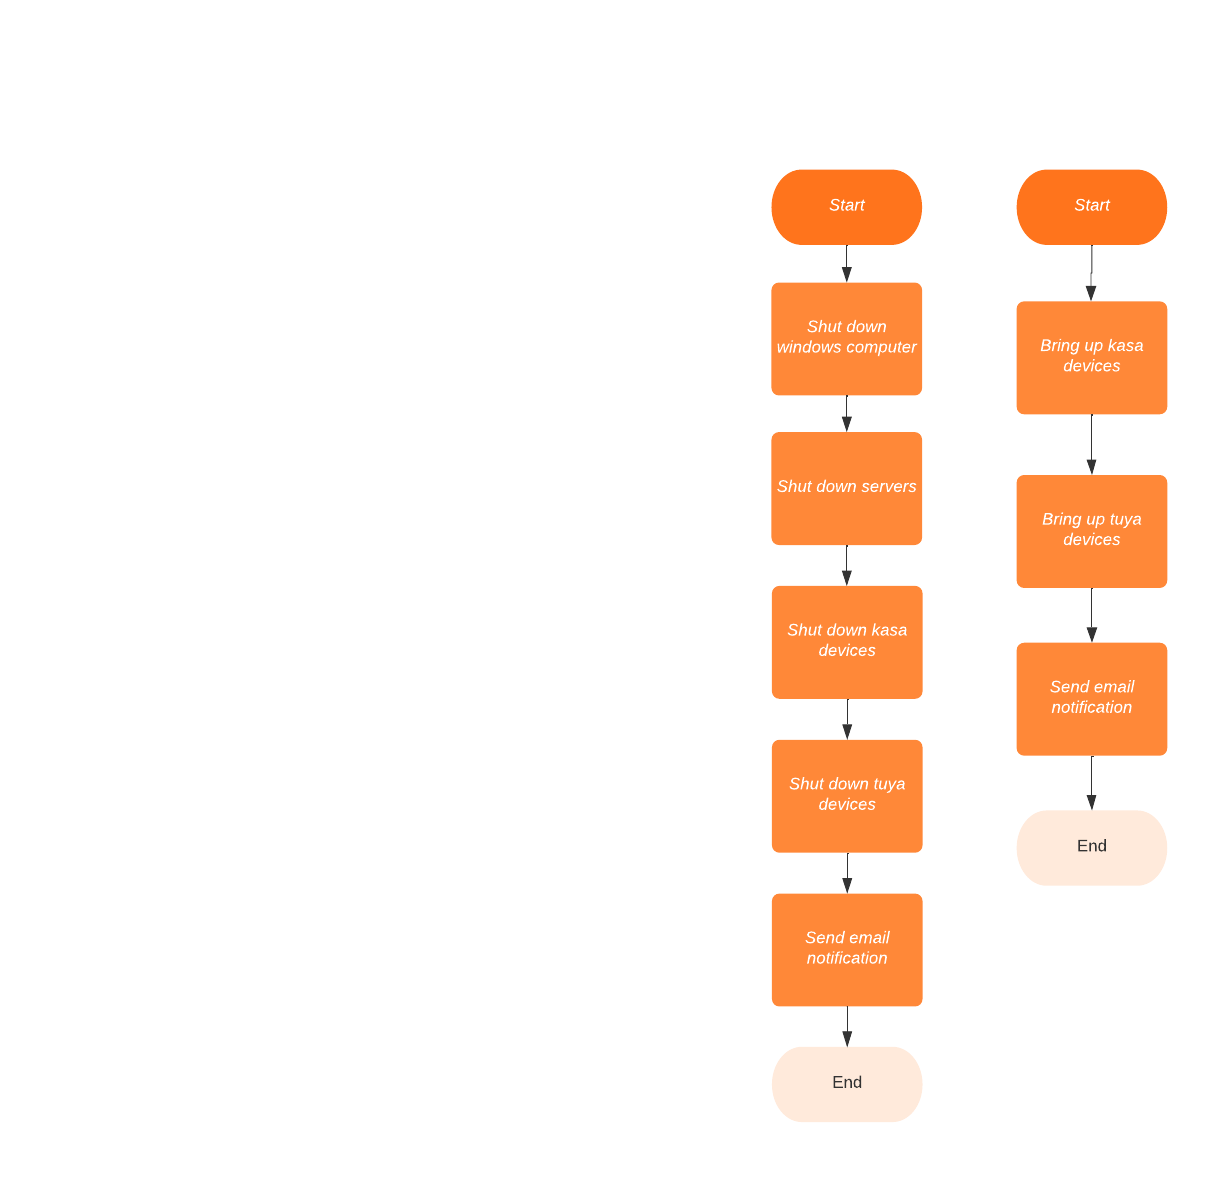 Start
Shut down
windows computer
Shut down servers
Shut down kasa
devices
Shut down tuya
devices
Send email
notification
End
Start
Bring up kasa
devices
Bring up tuya
devices
Send email
notification
End